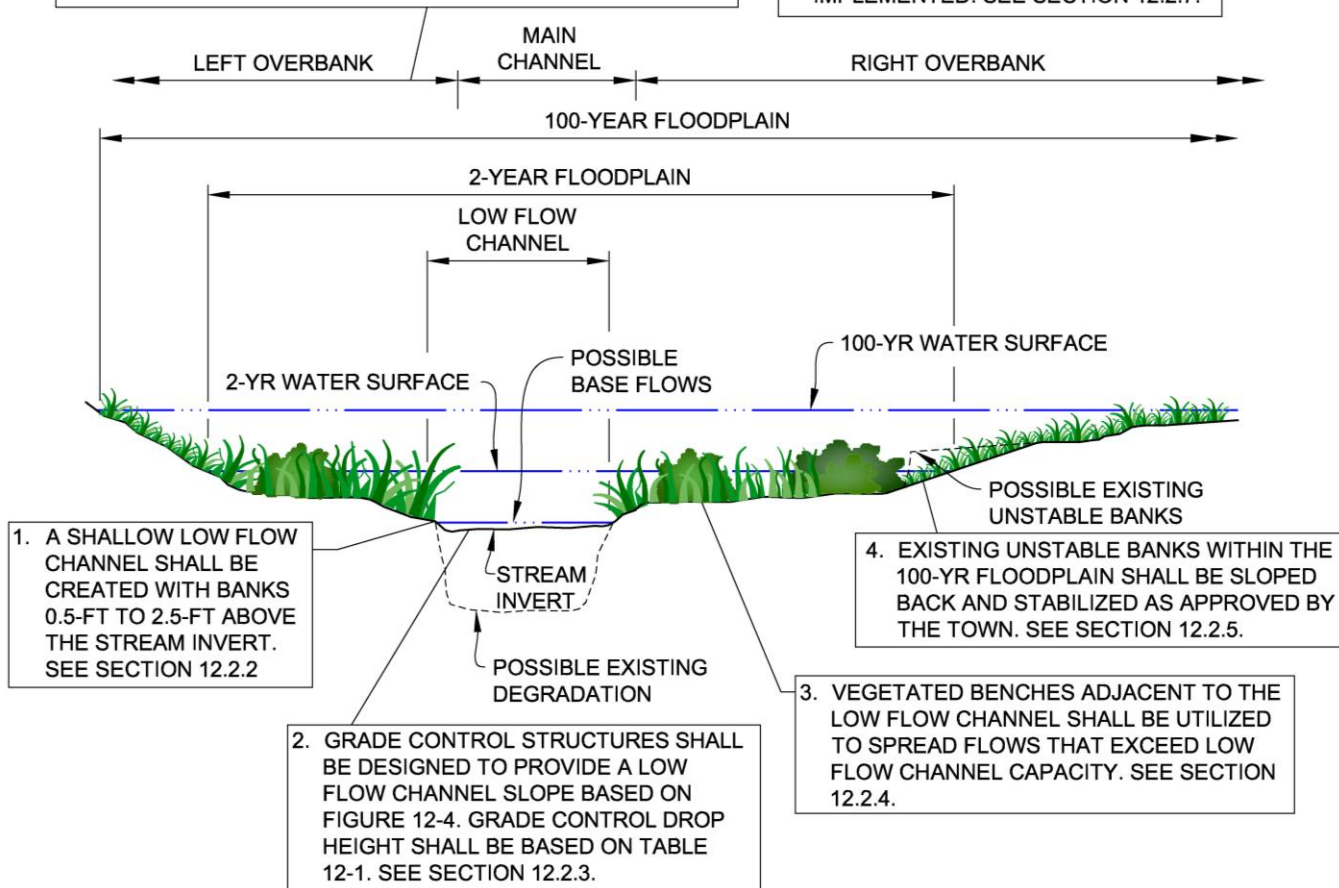 IMPLEMENTED. SEE SECTION 12.2.7.
LEFT OVERBANK
MAIN
CHANNEL
RIGHT OVERBANK
100-YEAR FLOODPLAIN
2-YEAR FLOODPLAIN
LOW FLOW
CHANNEL
100-YR WATER SURFACE
POSSIBLE
BASE FLOWS
2-YR WATER SURFACE
POSSIBLE EXISTING
UNSTABLE BANKS
1. A SHALLOW LOW FLOW
CHANNEL SHALL BE
CREATED WITH BANKS
0.5-FT TO 2.5-FT ABOVE
THE STREAM INVERT.
SEE SECTION 12.2.2
STREAM
INVERT
4. EXISTING UNSTABLE BANKS WITHIN THE
100-YR FLOODPLAIN SHALL BE SLOPED
BACK AND STABILIZED AS APPROVED BY
THE TOWN. SEE SECTION 12.2.5.
POSSIBLE EXISTING
DEGRADATION
3. VEGETATED BENCHES ADJACENT TO THE
LOW FLOW CHANNEL SHALL BE UTILIZED
TO SPREAD FLOWS THAT EXCEED LOW
FLOW CHANNEL CAPACITY. SEE SECTION
12.2.4.
2. GRADE CONTROL STRUCTURES SHALL
BE DESIGNED TO PROVIDE A LOW
FLOW CHANNEL SLOPE BASED ON
FIGURE 12-4. GRADE CONTROL DROP
HEIGHT SHALL BE BASED ON TABLE
12-1. SEE SECTION 12.2.3.